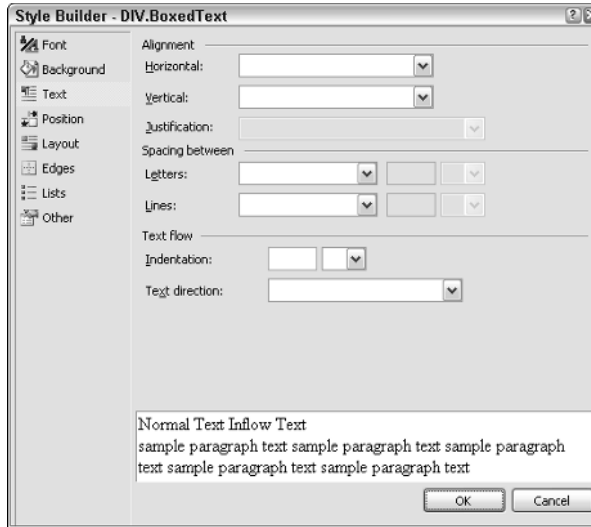 Style Builder - DIV.BoxedText
Font
Background
Text
Position
Layout
Edges
Lists
Other
Alignment
Horizontal:
Vertical:
Justification:
Spacing between
Letters:
Lines:
Text flow
Indentation:
Text direction:
Normal Text Inflow Text
sample paragraph text sample paragraph text sample paragraph
text sample paragraph text sample paragraph text
OK
Cancel